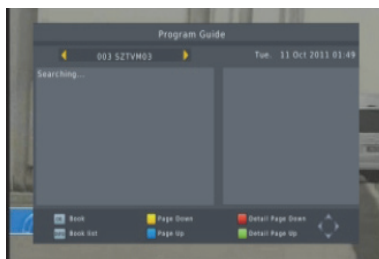 Program Guide
003 SZTVM03
Tue. 11 Oct 2011 01:49
Searching...
Book
Page Down
Detail Page Down
Book list
Page Up
Detail Page Up